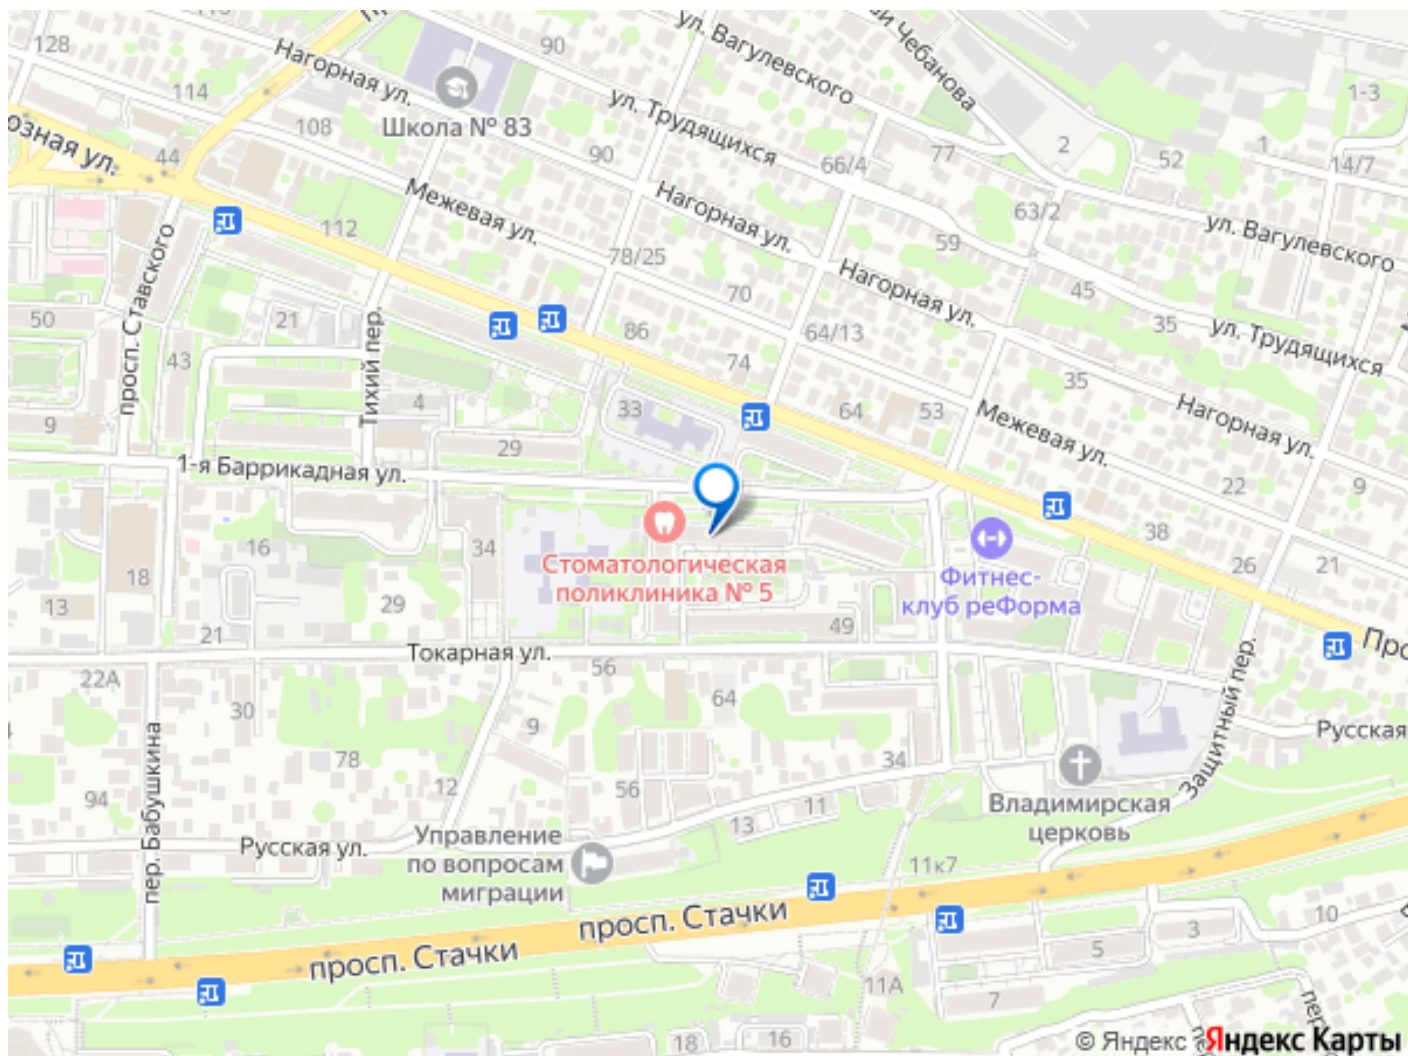 128
Нагорная ул.
90
ул. Вагулевского
Чебанова
114
Школа № 83
108
ул. Трудящихся
1-3
озная ул.
44
90
66/4
77
2
52
1
14/7
Межевая ул.
Нагорная ул.
63/2
112
ул. Вагулевского
просп. Ставского
78/25
59
Нагорная ул.
70
45
50
21
86
64/13
35
ул. Трудящихся
Тихий пер.
43
74
35
4
33
64
53
Нагорная ул.
9
Межевая ул.
29
1-я Баррикадная ул.
22
9
16
34
38
18
Стоматологическая
поликлиника № 5
Фитнес-
клуб реФорма
26
21
13
29
21
49
Токарная ул.
56
Про
22А
30
64
9
Русская
пер. Бабушкина
78
12
34
Защитный пер.
94
56
11
Владимирская
церковь
13
Русская ул.
Управление
по вопросам
миграции
11к7
просп. Стачки
просп. Стачки
3
10
5
11А
7
пер
18
16
© Яндекс
Яндекс Карты